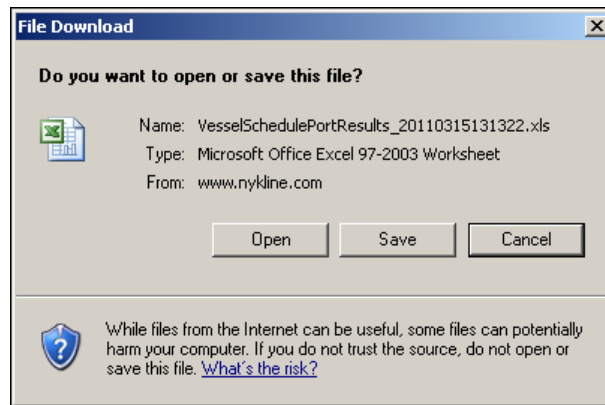 File Download
Do you want to open or save this file?
Name: VesselSchedulePortResults_20110315131322.xls
Type: Microsoft Office Excel 97-2003 Worksheet
From: www.nykline.com
Open Save Cancel
While files from the Internet can be useful, some files can potentially
harm your computer. If you do not trust the source, do not open or
save this file. What's the risk?